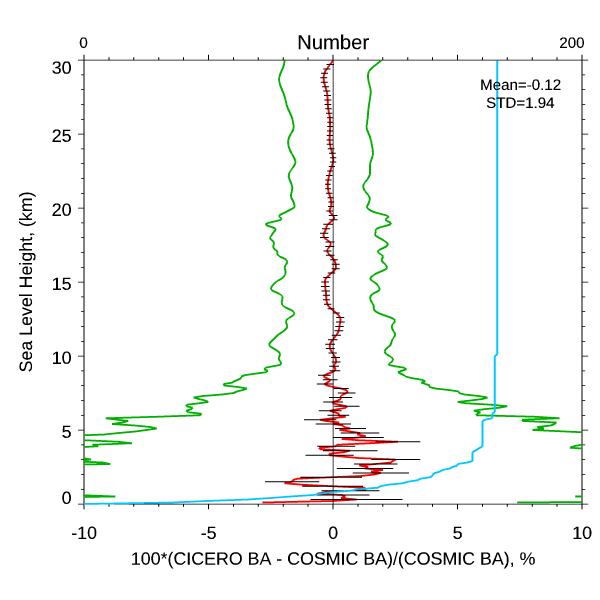 0 Number 200
Mean=-0.12
STD=1.94
30
25
20
15
10
5
0
Sea Level Height, (km)
-10 -5 0 5 10
100*(CICERO BA - COSMIC BA)/(COSMIC BA), %